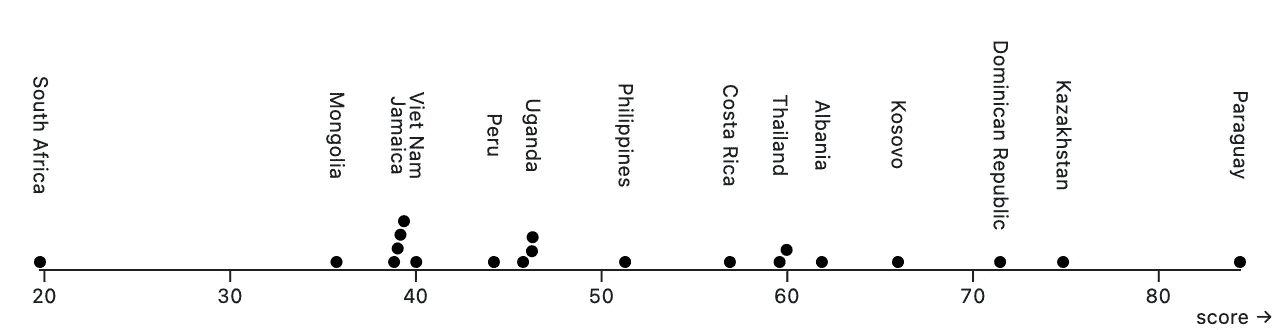 South Africa
Mongolia
Jamaica
Viet Nam
Peru
Uganda
Philippines
Costa Rica
Thailand
Albania
Kosovo
Dominican Republic
Kazakhstan
Paraguay
20
30
40
50
60
70
80
score →